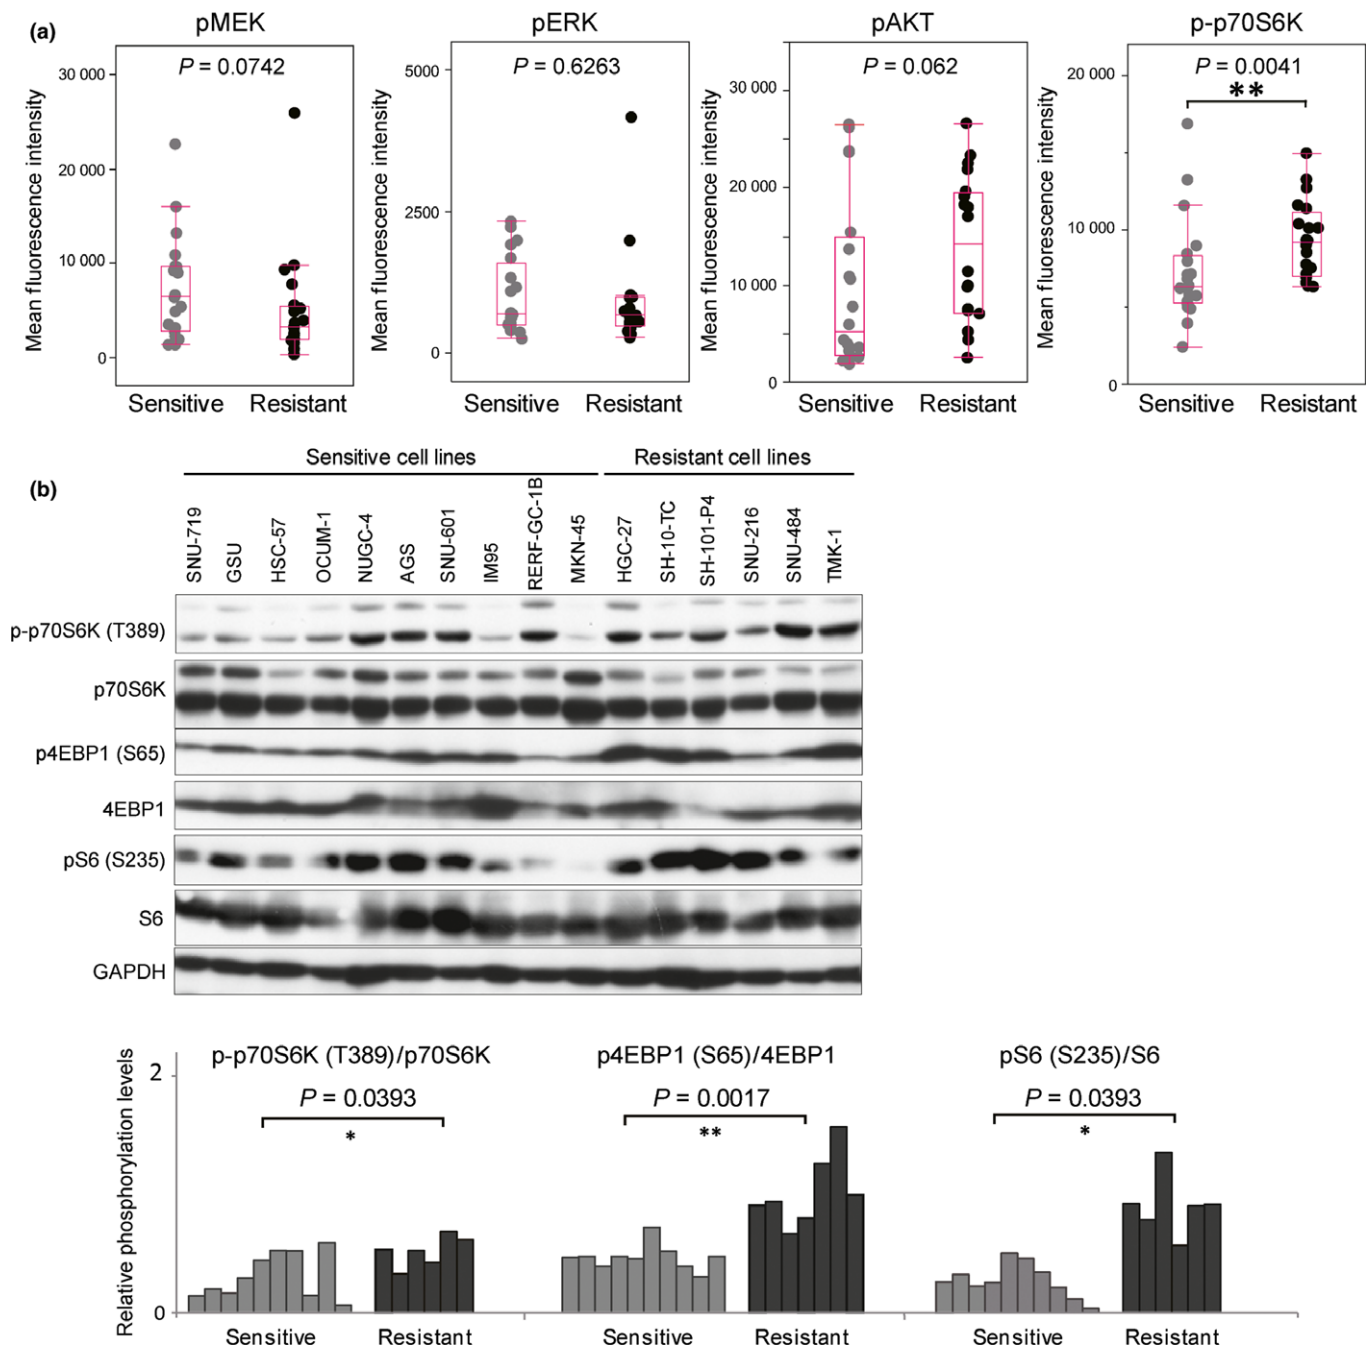 (a)
pMEK pERK pAKT p-p70S6K
Mean fluorescence intensity
30 000
20 000
10 000
0
P = 0.0742
Sensitive Resistant
Mean fluorescence intensity
5000
2500
0
P = 0.6263
Sensitive Resistant
Mean fluorescence intensity
30 000
20 000
10 000
0
P = 0.062
Sensitive Resistant
Mean fluorescence intensity
20 000
10 000
0
P = 0.0041
**
Sensitive Resistant
(b)
Sensitive cell lines Resistant cell lines
SNU-719
GSU
HSC-57
OCUM-1
NUGC-4
AGS
SNU-601
IM95
RERF-GC-1B
MKN-45
HGC-27
SH-10-TC
SH-101-P4
SNU-216
SNU-484
TMK-1
p-p70S6K (T389)
p70S6K
p4EBP1 (S65)
4EBP1
pS6 (S235)
S6
GAPDH
Relative phosphorylation levels
2
0
p-p70S6K (T389)/p70S6K
P = 0.0393
*
Sensitive Resistant
p4EBP1 (S65)/4EBP1
P = 0.0017
**
Sensitive Resistant
pS6 (S235)/S6
P = 0.0393
*
Sensitive Resistant